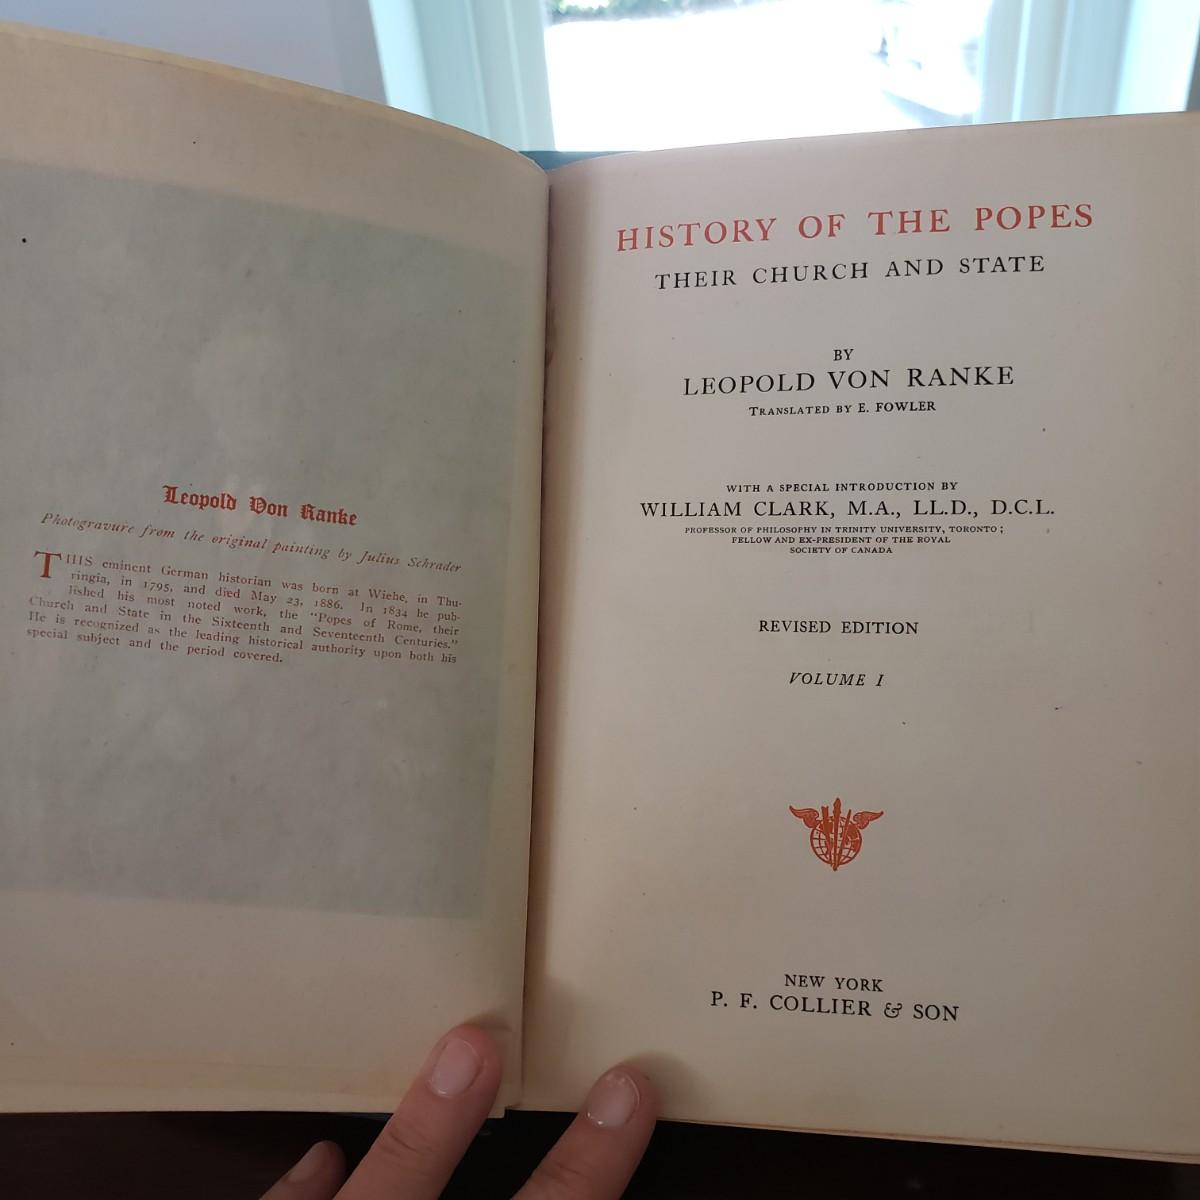 Leopold Von Ranke
Photogravure from the original painting by Julius Schrader
THIS eminent German historian was born at Wiehe, in Thu-
ringia, in 1795, and died May 23, 1886. In 1834 he pub-
lished his most noted work, the "Popes of Rome, their
Church and State in the Sixteenth and Seventeenth Centuries."
He is recognized as the leading historical authority upon both his
special subject and the period covered.
HISTORY OF THE POPES
THEIR CHURCH AND STATE
BY
LEOPOLD VON RANKE
TRANSLATED BY E. FOWLER
WITH A SPECIAL INTRODUCTION BY
WILLIAM CLARK, M.A., LL.D., D.C.L.
PROFESSOR OF PHILOSOPHY IN TRINITY UNIVERSITY, TORONTO;
FELLOW AND EX-PRESIDENT OF THE ROYAL
SOCIETY OF CANADA
REVISED EDITION
VOLUME I
NEW YORK
P. F. COLLIER & SON